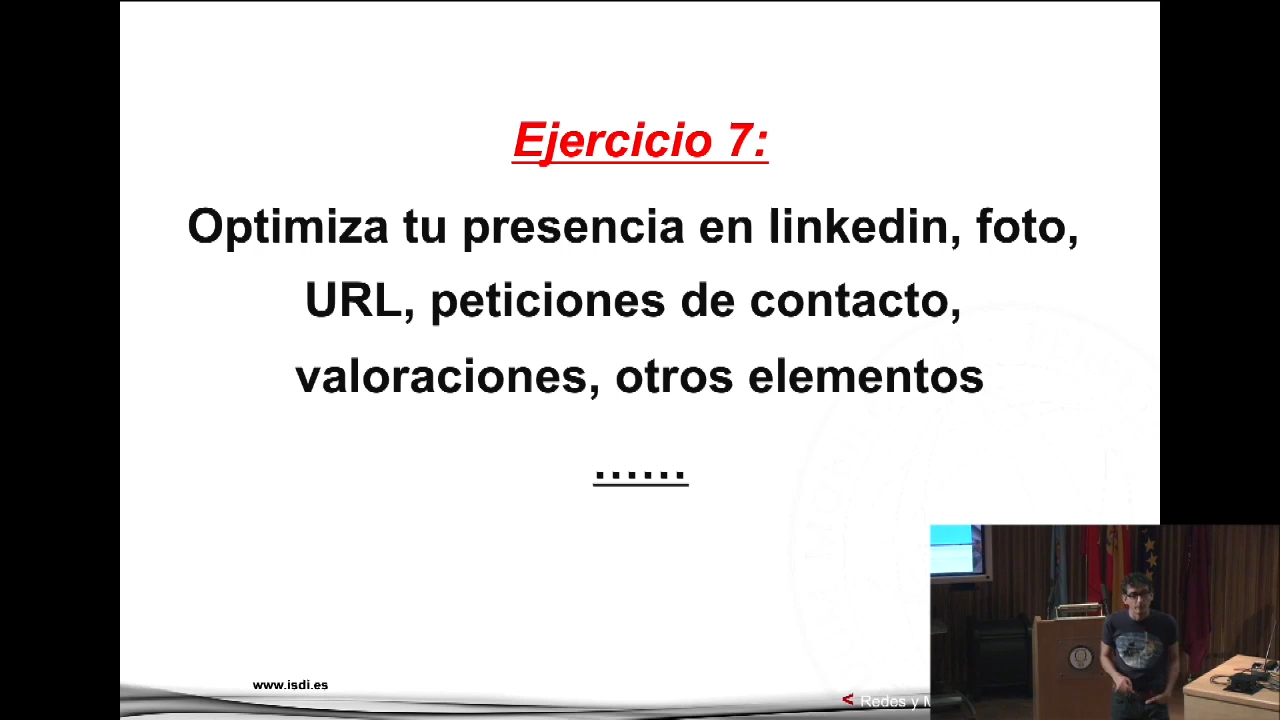 Ejercicio 7:
Optimiza tu presencia en linkedin, foto,
URL, peticiones de contacto,
valoraciones, otros elementos
......
www.isdi.es
Redes y